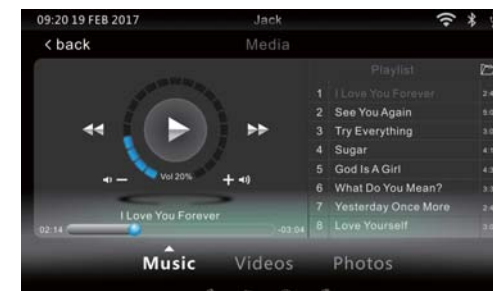 09:20 19 FEB 2017 Jack
< back Media
Playlist
1 I Love You Forever
2 See You Again
3 Try Everything
4 Sugar
5 God Is A Girl
6 What Do You Mean?
7 Yesterday Once More
8 Love Yourself
Vol 20%
I Love You Forever
02:14 -03:04
Music Videos Photos